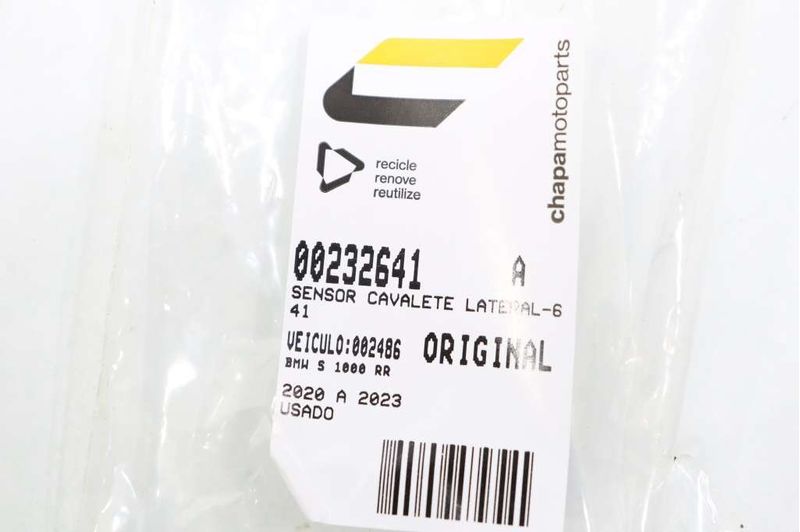 chapamotoparts
recicle
renove
reutilize
00232641 A
SENSOR CAVALETE LATERAL-6
41
VEICULO:002486 ORIGINAL
BMW S 1000 RR
2020 A 2023
USADO